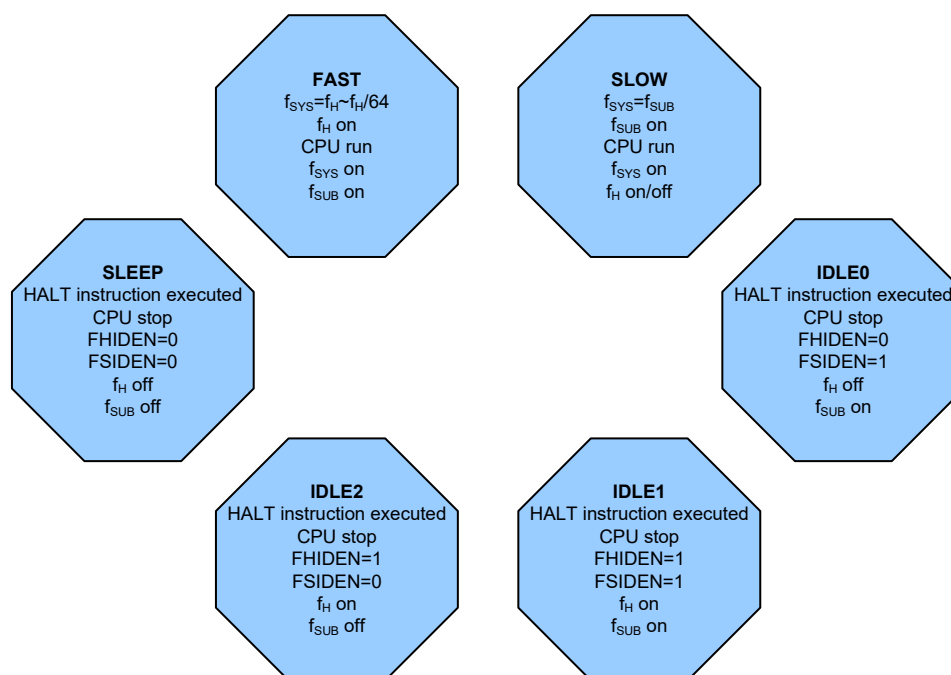 FAST
fSYS=fH~fH/64
fH on
CPU run
fSYS on
fSUB on
SLOW
fSYS=fSUB
fSUB on
CPU run
fSYS on
fH on/off
SLEEP
HALT instruction executed
CPU stop
FHIDEN=0
FSIDEN=0
fH off
fSUB off
IDLE0
HALT instruction executed
CPU stop
FHIDEN=0
FSIDEN=1
fH off
fSUB on
IDLE2
HALT instruction executed
CPU stop
FHIDEN=1
FSIDEN=0
fH on
fSUB off
IDLE1
HALT instruction executed
CPU stop
FHIDEN=1
FSIDEN=1
fH on
fSUB on